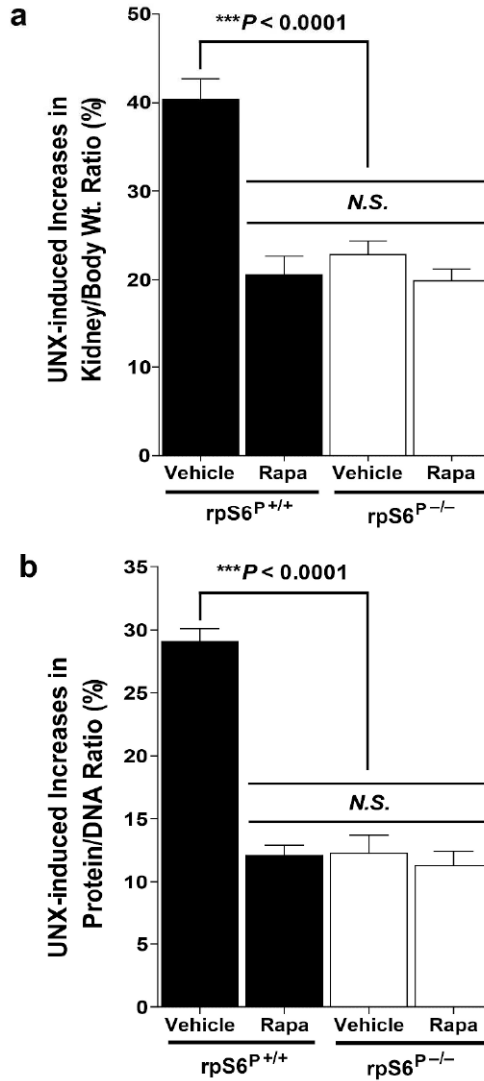 a
UNX-induced Increases in
Kidney/Body Wt. Ratio (%)
50
40
30
20
10
0
***P < 0.0001
N.S.
Vehicle Rapa Vehicle Rapa
rpS6P+/+ rpS6P−/−
b
UNX-induced Increases in
Protein/DNA Ratio (%)
35
30
25
20
15
10
5
0
***P < 0.0001
N.S.
Vehicle Rapa Vehicle Rapa
rpS6P+/+ rpS6P−/−